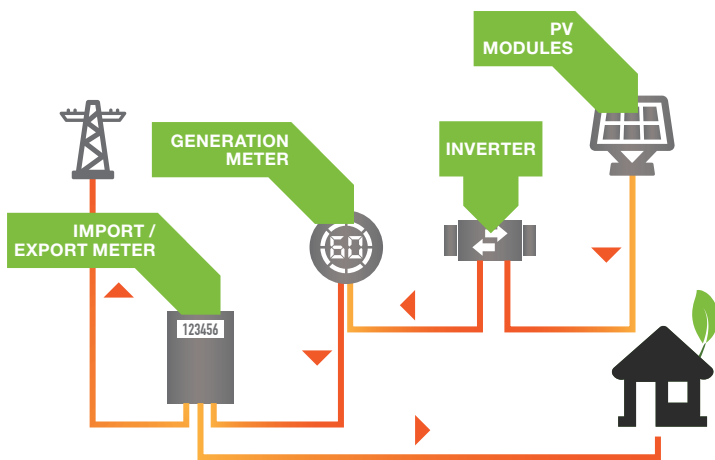 PV
MODULES
GENERATION
METER
INVERTER
IMPORT /
EXPORT METER
60
123456